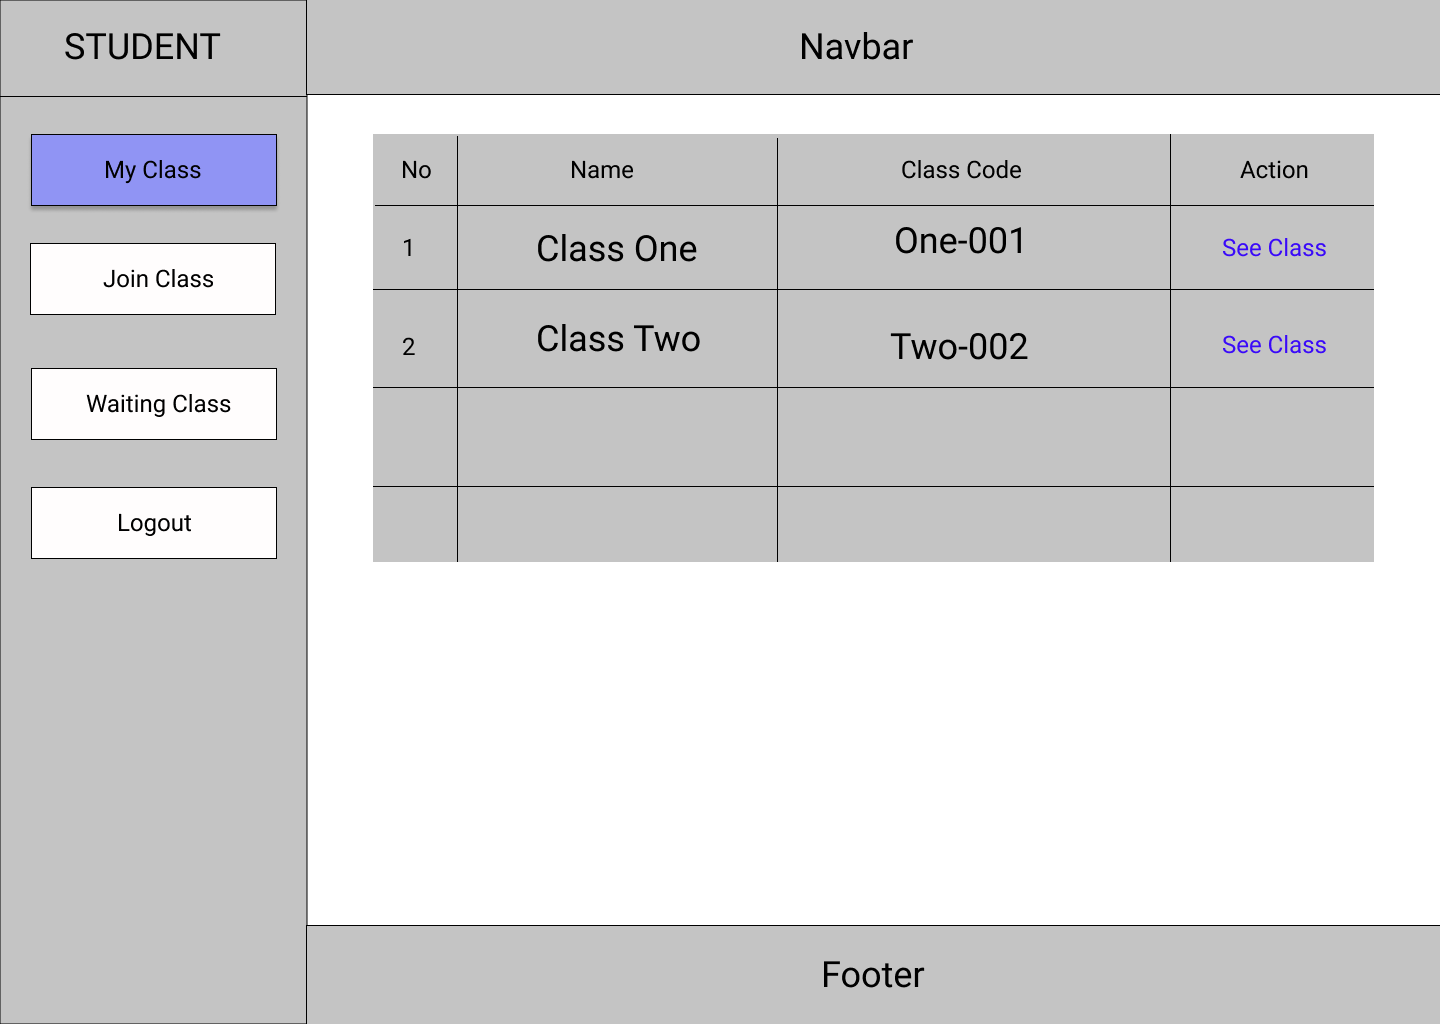 STUDENT
Navbar
My Class
Join Class
Waiting Class
Logout
No Name Class Code Action
1 Class One One-001 See Class
2 Class Two Two-002 See Class
Footer